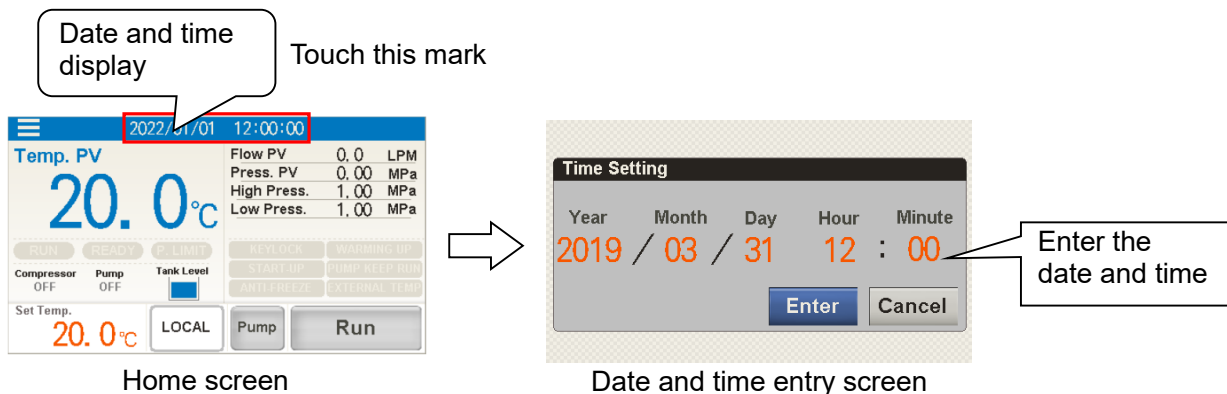 Date and time
display
Touch this mark
2022/01/01 12:00:00
Temp. PV
20. 0℃
Flow PV 0. 0 LPM
Press. PV 0. 00 MPa
High Press. 1. 00 MPa
Low Press. 1. 00 MPa
RUN READY P. LIMIT
KEYLOCK WARMING UP
START UP PUMP KEEP RUN
ANTI-FREEZE EXTERNAL TEMP
Compressor Pump Tank Level
OFF OFF
Set Temp.
20. 0℃
LOCAL Pump Run
Home screen
Time Setting
Year Month Day Hour Minute
2019 / 03 / 31 12 : 00
Enter Cancel
Enter the
date and time
Date and time entry screen